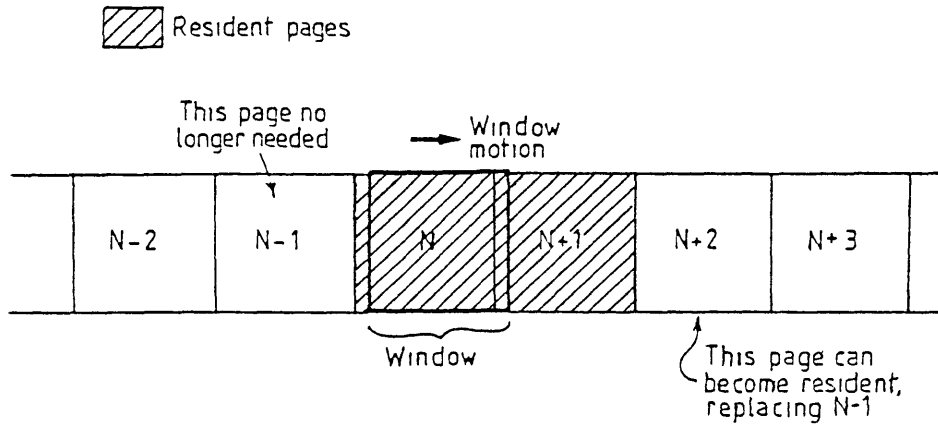 Resident pages
This page no
longer needed
Window
motion
N-2
N-1
N
N+1
N+2
N+3
Window
This page can
become resident,
replacing N-1